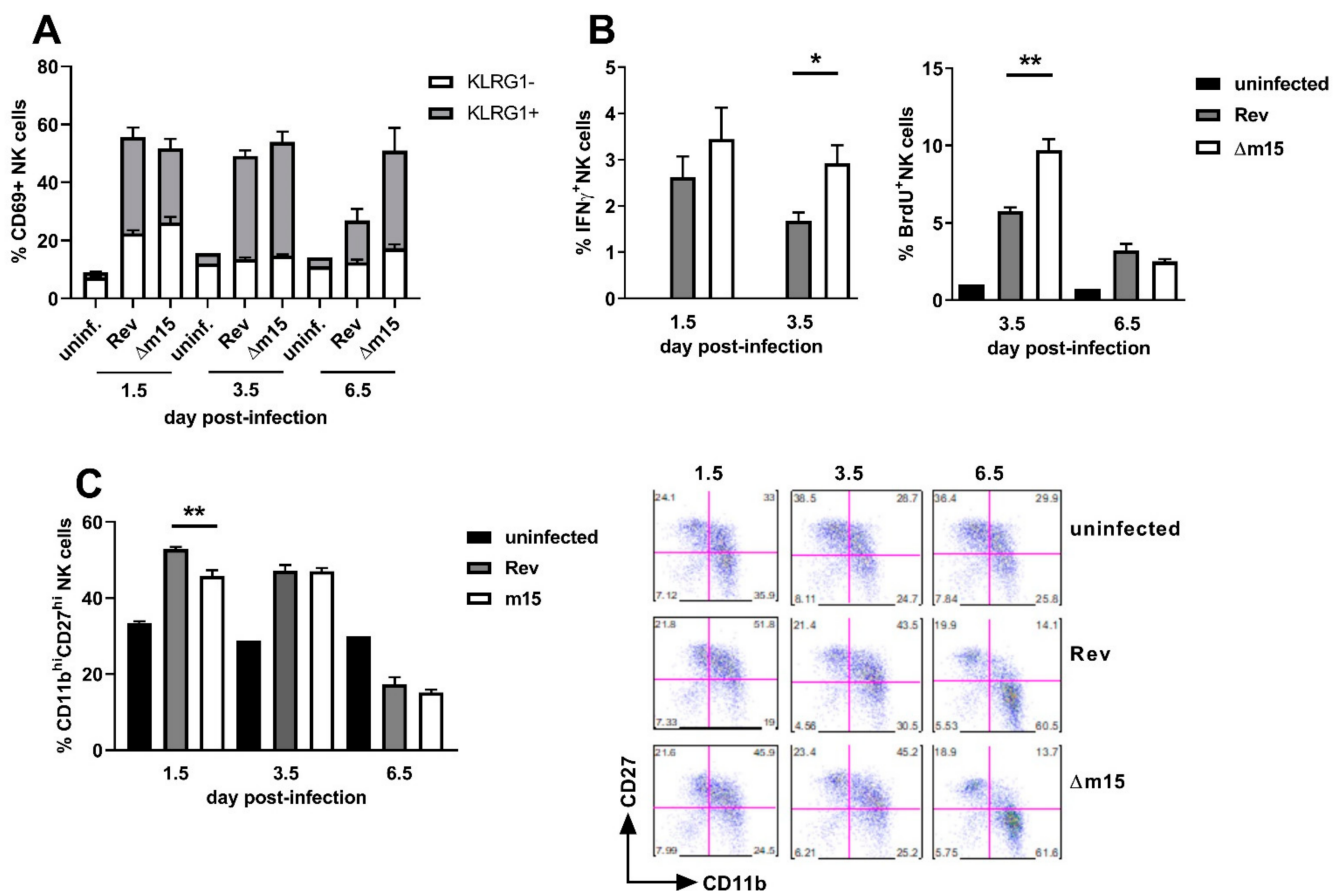 A
80
60
40
20
0
% CD69+ NK cells
KLRG1-
KLRG1+
uninf. Rev Δm15 uninf. Rev Δm15 uninf. Rev Δm15
1.5 3.5 6.5
day post-infection
B
*
5
4
3
2
1
0
% IFNγ+NK cells
1.5 3.5
day post-infection
**
15
10
5
0
% BrdU+NK cells
3.5 6.5
day post-infection
uninfected
Rev
Δm15
C
**
60
40
20
0
% CD11bhiCD27hi NK cells
1.5 3.5 6.5
day post-infection
uninfected
Rev
m15
1.5 3.5 6.5
24.1 33 38.5 28.7 36.4 29.9
uninfected
7.12 35.9 8.11 24.7 7.84 25.8
21.8 51.8 21.4 43.5 19.9 14.1
Rev
7.33 19 4.56 30.5 5.53 60.5
21.6 45.9 23.4 45.2 18.9 13.7
Δm15
7.99 24.5 6.21 25.2 5.75 61.6
CD27
CD11b